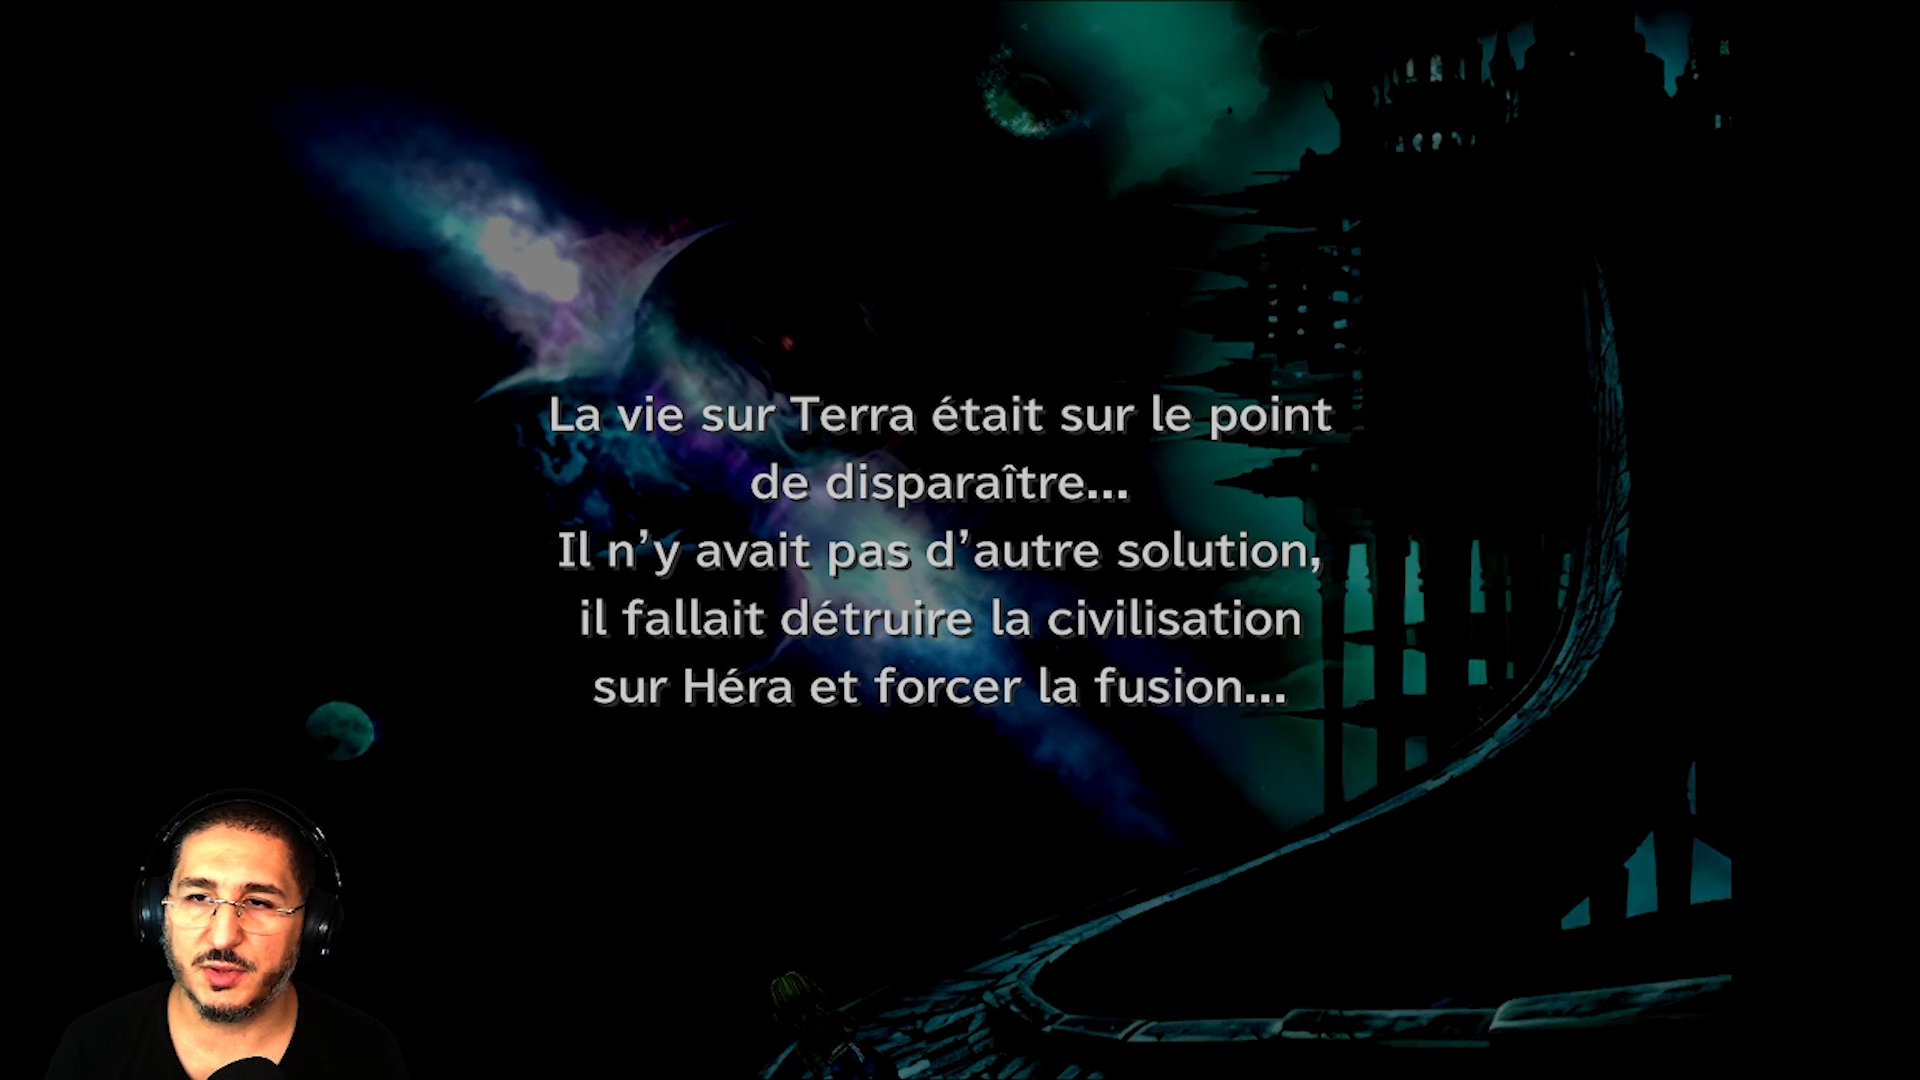 La vie sur Terra était sur le point
de disparaître...
Il n’y avait pas d’autre solution,
il fallait détruire la civilisation
sur Héra et forcer la fusion...